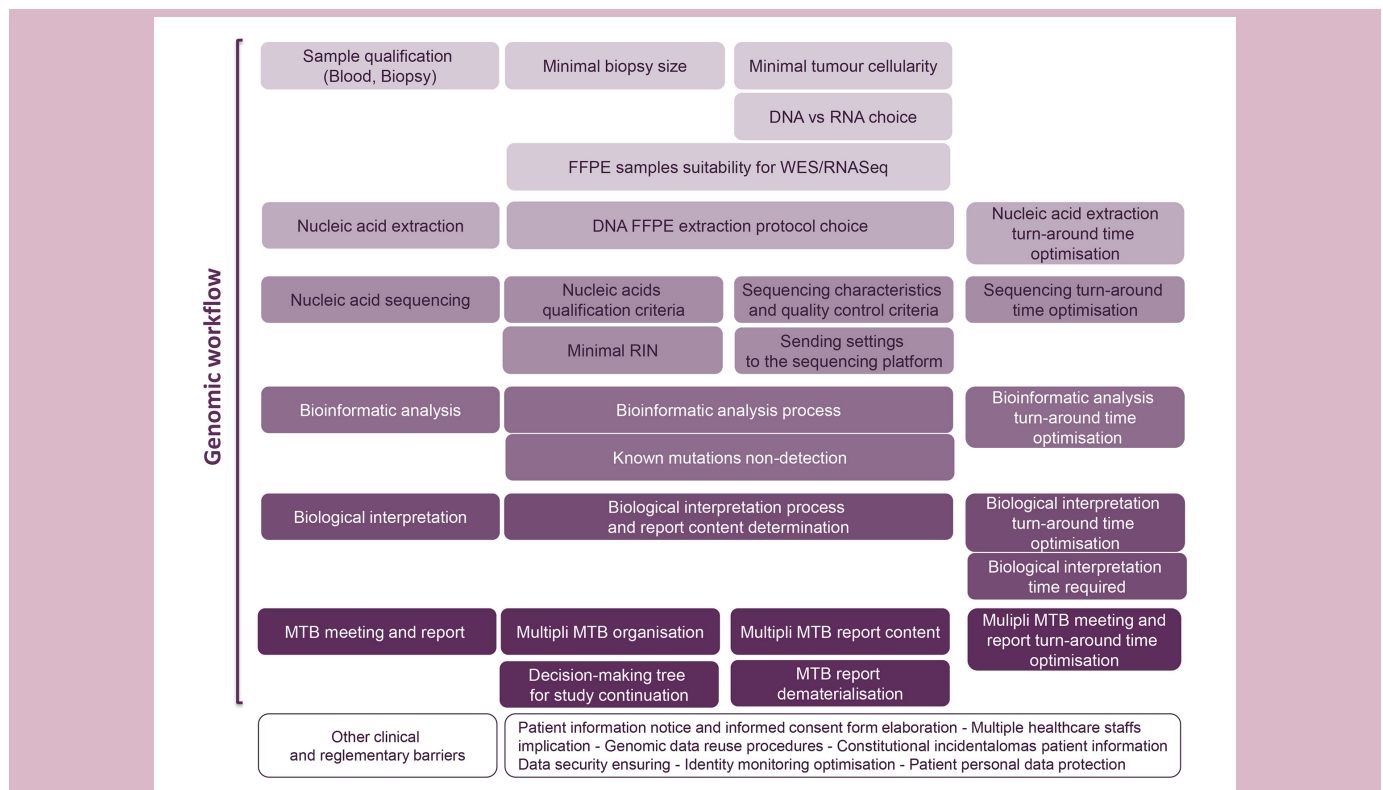 Genomic workflow
Sample qualification
(Blood, Biopsy)
Minimal biopsy size
Minimal tumour cellularity
DNA vs RNA choice
FFPE samples suitability for WES/RNASeq
Nucleic acid extraction
DNA FFPE extraction protocol choice
Nucleic acid extraction
turn-around time
optimisation
Nucleic acid sequencing
Nucleic acids
qualification criteria
Sequencing characteristics
and quality control criteria
Sequencing turn-around
time optimisation
Minimal RIN
Sending settings
to the sequencing platform
Bioinformatic analysis
Bioinformatic analysis process
Bioinformatic analysis
turn-around time
optimisation
Known mutations non-detection
Biological interpretation
Biological interpretation process
and report content determination
Biological interpretation
turn-around time
optimisation
Biological interpretation
time required
MTB meeting and report
Multipli MTB organisation
Multipli MTB report content
Mulipli MTB meeting and
report turn-around time
optimisation
Decision-making tree
for study continuation
MTB report
dematerialisation
Other clinical
and reglementary barriers
Patient information notice and informed consent form elaboration - Multiple healthcare staffs
implication - Genomic data reuse procedures - Constitutional incidentalomas patient information
Data security ensuring - Identity monitoring optimisation - Patient personal data protection